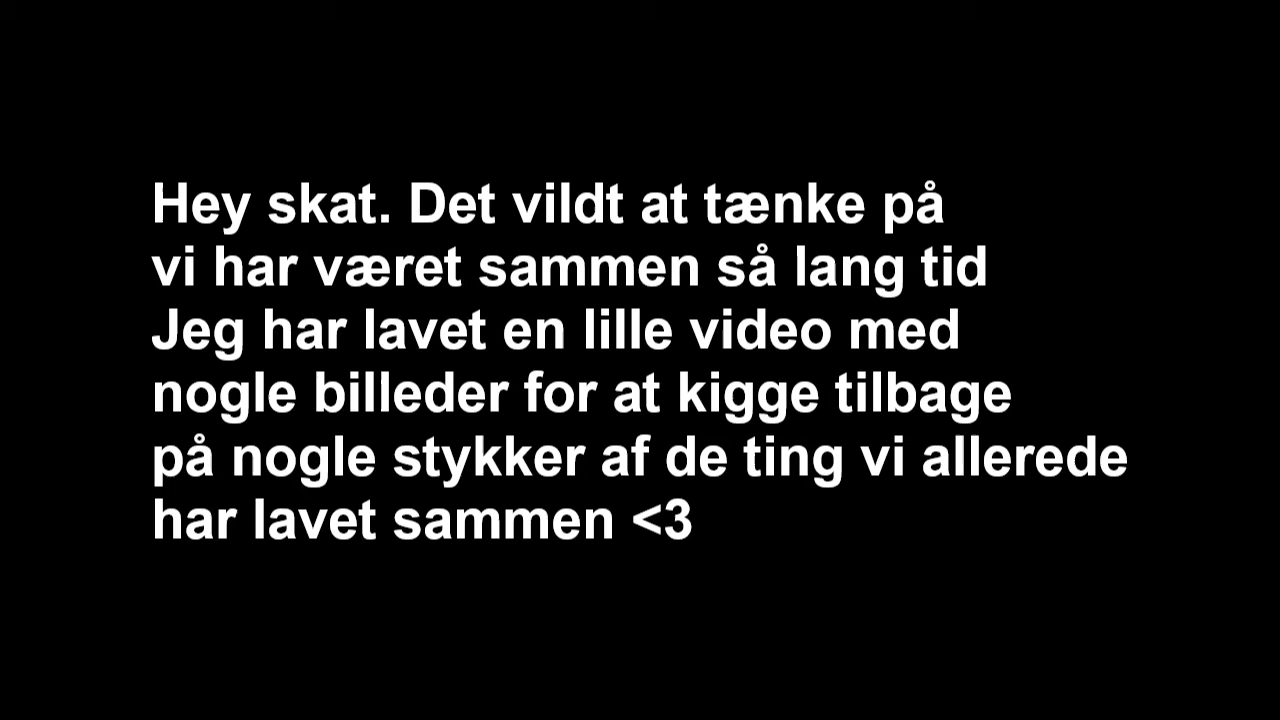 Hey skat. Det vildt at tænke på
vi har været sammen så lang tid
Jeg har lavet en lille video med
nogle billeder for at kigge tilbage
på nogle stykker af de ting vi allerede
har lavet sammen <3